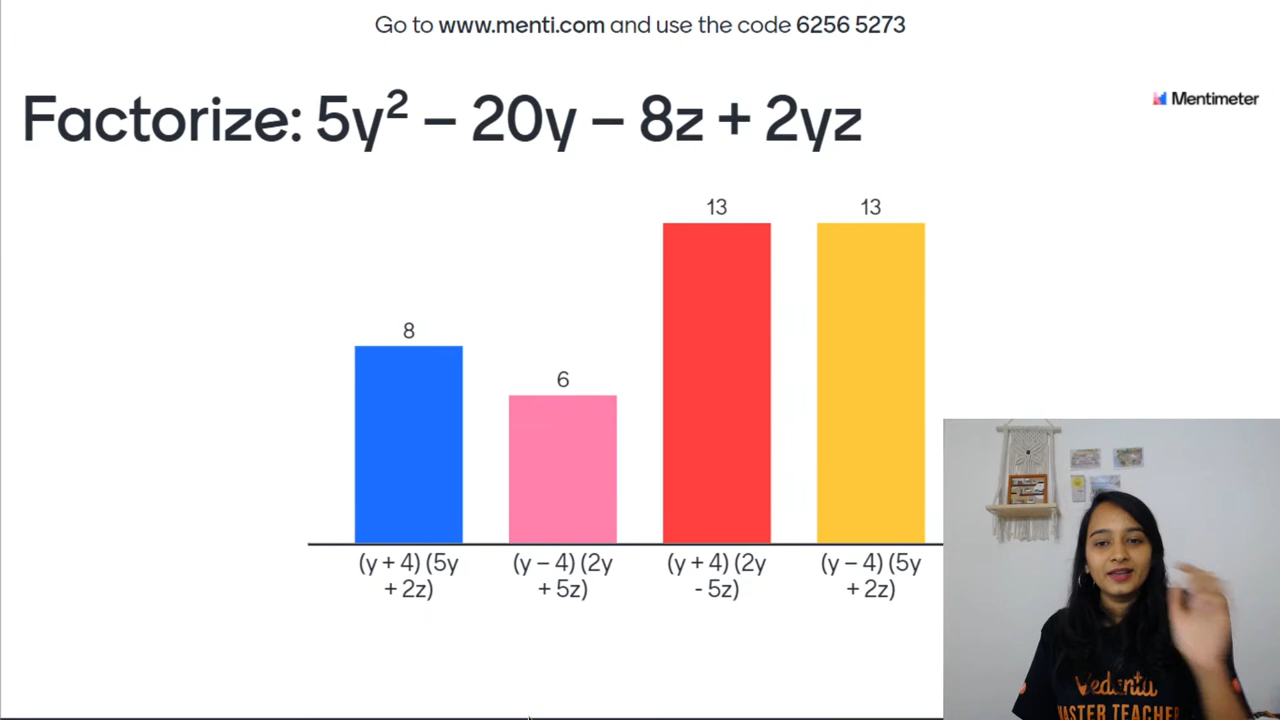 Go to www.menti.com and use the code 6256 5273
Factorize: 5y² – 20y – 8z + 2yz
Mentimeter
13
13
8
6
(y + 4) (5y
+ 2z)
(y – 4) (2y
+ 5z)
(y + 4) (2y
- 5z)
(y – 4) (5y
+ 2z)
Vedantu
MASTER TEACHER